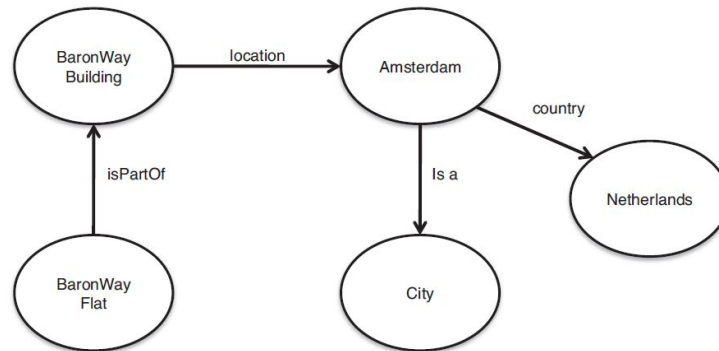 BaronWay
Building
location
Amsterdam
country
isPartOf
Is a
Netherlands
BaronWay
Flat
City